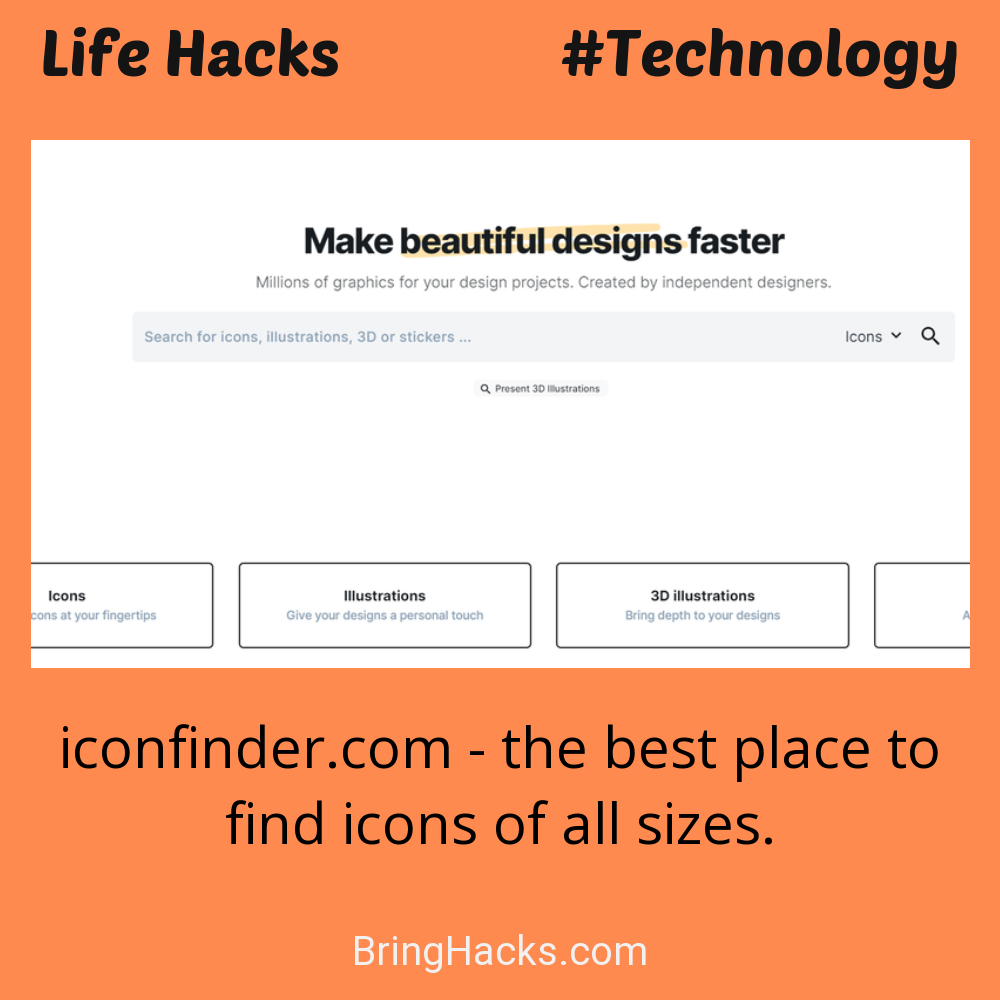 Life Hacks
#Technology
Make beautiful designs faster
Millions of graphics for your design projects. Created by independent designers.
Search for icons, illustrations, 3D or stickers ...
Icons
Present 3D Illustrations
Icons
cons at your fingertips
Illustrations
Give your designs a personal touch
3D illustrations
Bring depth to your designs
A
iconfinder.com - the best place to
find icons of all sizes.
BringHacks.com